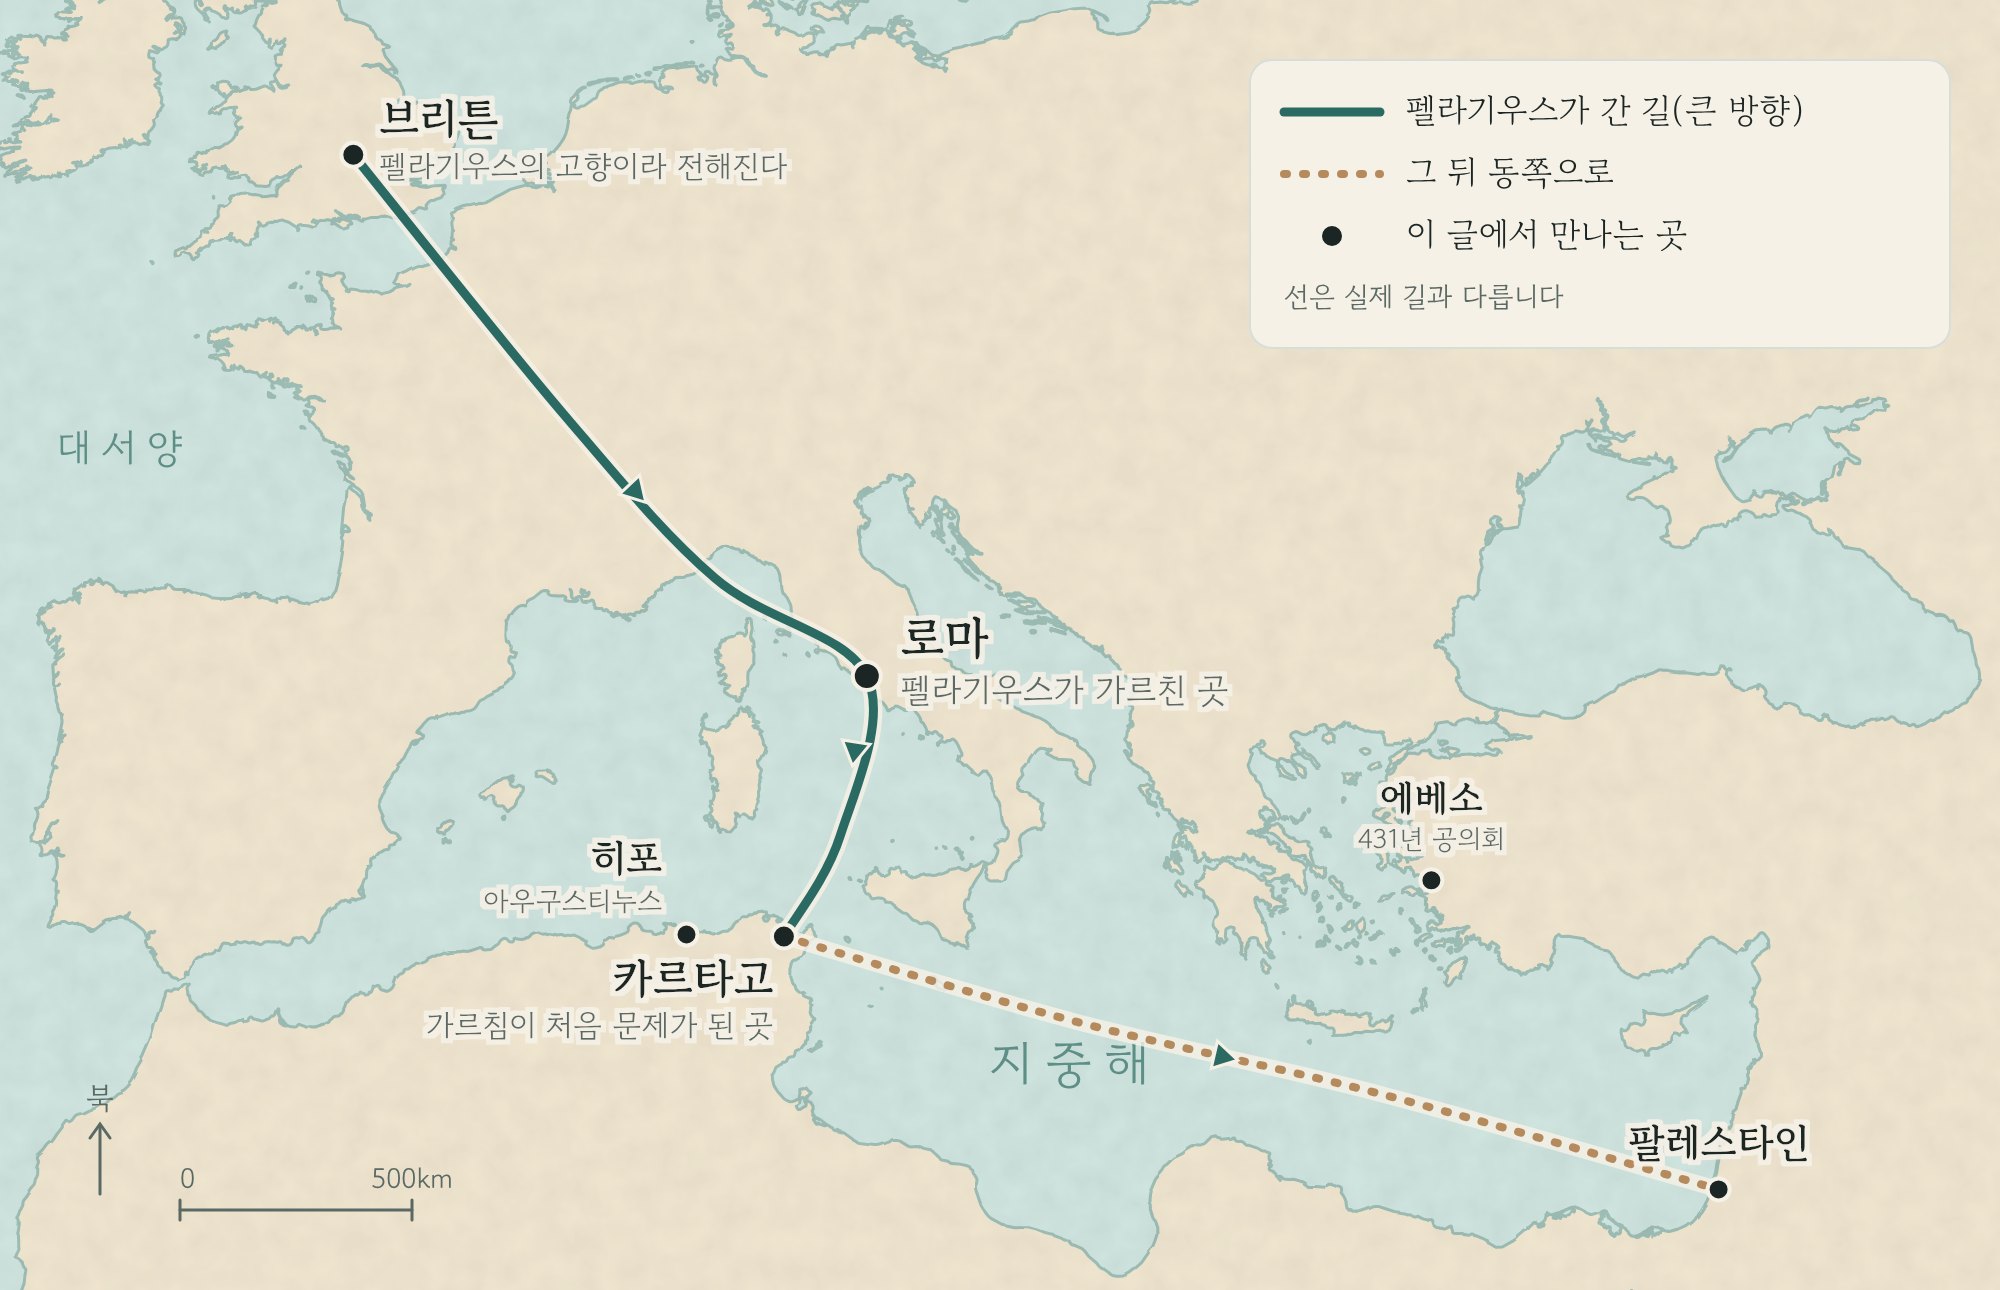 브리튼
펠라기우스의 고향이라 전해진다
펠라기우스가 간 길(큰 방향)
그 뒤 동쪽으로
이 글에서 만나는 곳
선은 실제 길과 다릅니다
대서양
로마
펠라기우스가 가르친 곳
에베소
431년 공의회
히포
아우구스티누스
카르타고
가르침이 처음 문제가 된 곳
지중해
팔레스타인
북
0 500km